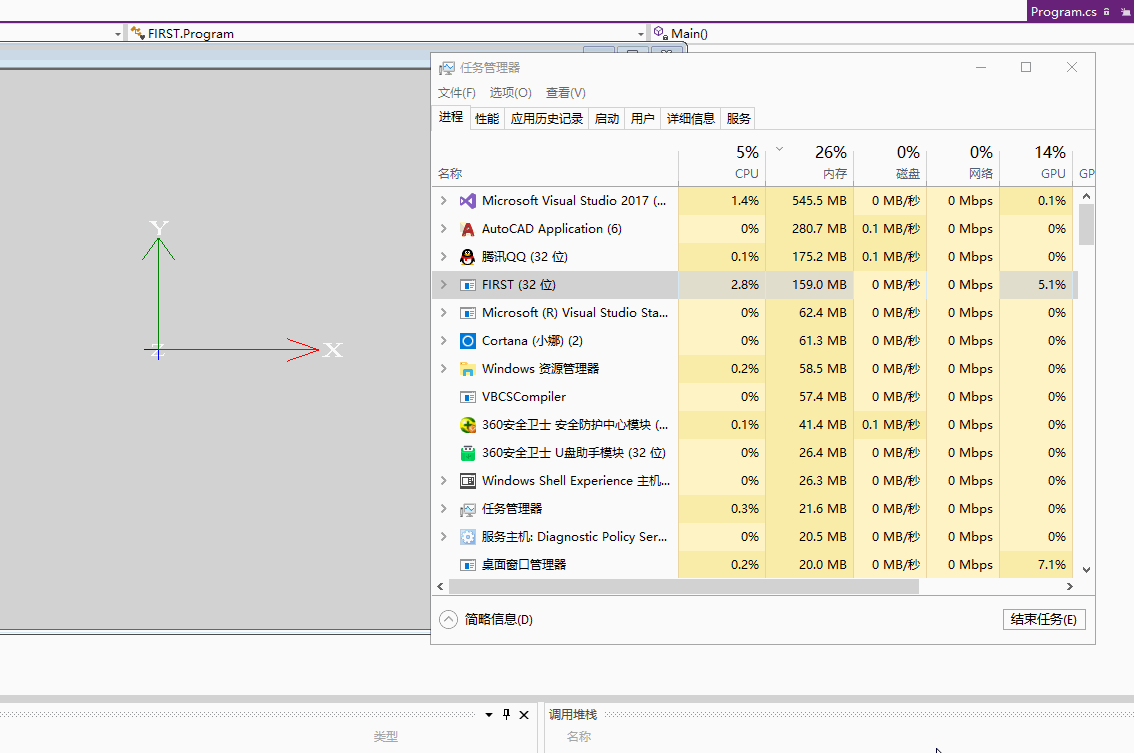 Program.cs
FIRST.Program
Main()
任务管理器
文件(F) 选项(O) 查看(V)
进程 性能 应用历史记录 启动 用户 详细信息 服务
5% 26% 0% 0% 14%
名称 CPU 内存 磁盘 网络 GPU GP
Microsoft Visual Studio 2017 (... 1.4% 545.5 MB 0 MB/秒 0 Mbps 0.1%
AutoCAD Application (6) 0% 280.7 MB 0.1 MB/秒 0 Mbps 0%
腾讯QQ (32 位) 0.1% 175.2 MB 0.1 MB/秒 0 Mbps 0%
FIRST (32 位) 2.8% 159.0 MB 0 MB/秒 0 Mbps 5.1%
Microsoft (R) Visual Studio Sta... 0% 62.4 MB 0 MB/秒 0 Mbps 0%
Cortana (小娜) (2) 0% 61.3 MB 0 MB/秒 0 Mbps 0%
Windows 资源管理器 0.2% 58.5 MB 0 MB/秒 0 Mbps 0%
VBCSCompiler 0% 57.4 MB 0 MB/秒 0 Mbps 0%
360安全卫士 安全防护中心模块 (... 0.1% 41.4 MB 0.1 MB/秒 0 Mbps 0%
360安全卫士 U盘助手模块 (32 位) 0% 26.4 MB 0 MB/秒 0 Mbps 0%
Windows Shell Experience 主机... 0% 26.3 MB 0 MB/秒 0 Mbps 0%
任务管理器 0.3% 21.6 MB 0 MB/秒 0 Mbps 0%
服务主机: Diagnostic Policy Ser... 0% 20.5 MB 0 MB/秒 0 Mbps 0%
桌面窗口管理器 0.2% 20.0 MB 0 MB/秒 0 Mbps 7.1%
简略信息(D)
结束任务(E)
Y
Z
X
调用堆栈
类型
名称